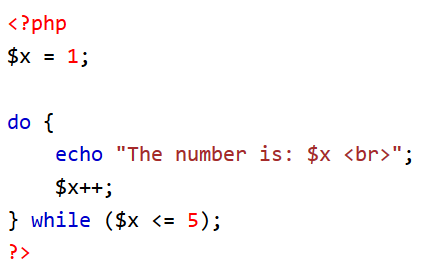 <?php
$x = 1;

do {
    echo "The number is: $x <br>";
    $x++;
} while ($x <= 5);
?>